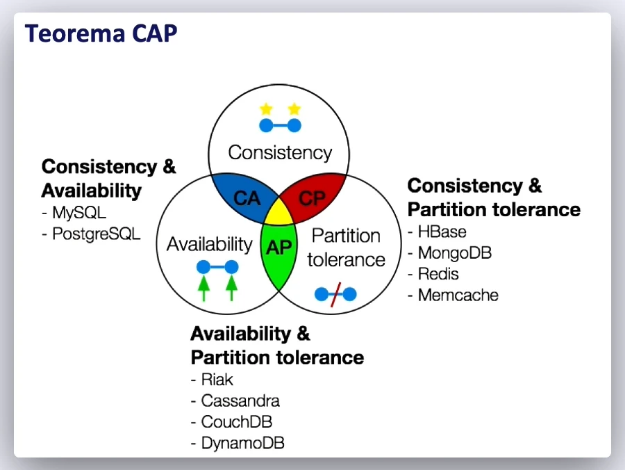 Teorema CAP
Consistency
Consistency &
Availability
- MySQL
- PostgreSQL
CA
CP
Availability
AP
Partition
tolerance
Consistency &
Partition tolerance
- HBase
- MongoDB
- Redis
- Memcache
Availability &
Partition tolerance
- Riak
- Cassandra
- CouchDB
- DynamoDB